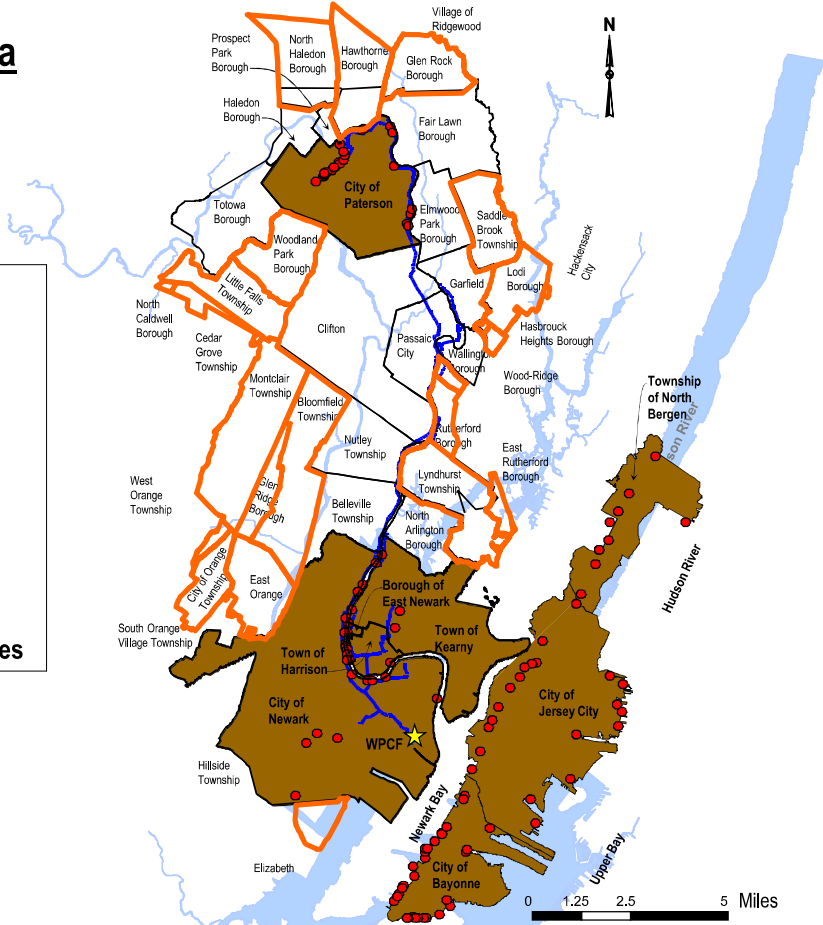 a
Village of
Ridgewood
N
Prospect
Park
Borough
North
Haledon
Borough
Hawthorne
Borough
Glen Rock
Borough
Haledon
Borough
Fair Lawn
Borough
City of
Paterson
Totowa
Borough
Elmwood
Park
Borough
Saddle
Brook
Township
Woodland
Park
Borough
Hackensack
City
Little Falls
Township
Garfield
Lodi
Borough
North
Caldwell
Borough
Clifton
Cedar
Grove
Township
Passaic
City
Hasbrouck
Heights Borough
Wallington
Borough
Wood-Ridge
Borough
Township
of North
Bergen
son River
Montclair
Township
Bloomfield
Township
Nutley
Township
Rutherford
Borough
East
Rutherford
Borough
Lyndhurst
Township
West
Orange
Township
Glen
Ridge
Borough
Belleville
Township
North
Arlington
Borough
City of Orange
Township
East
Orange
Hudson River
Borough of
East Newark
South Orange
Village Township
Town of
Harrison
Town of
Kearny
es
City of
Newark
City of
Jersey City
WPCF
Hillside
Township
Newark Bay
Elizabeth
City of
Bayonne
Upper Bay
0 1.25 2.5 5 Miles